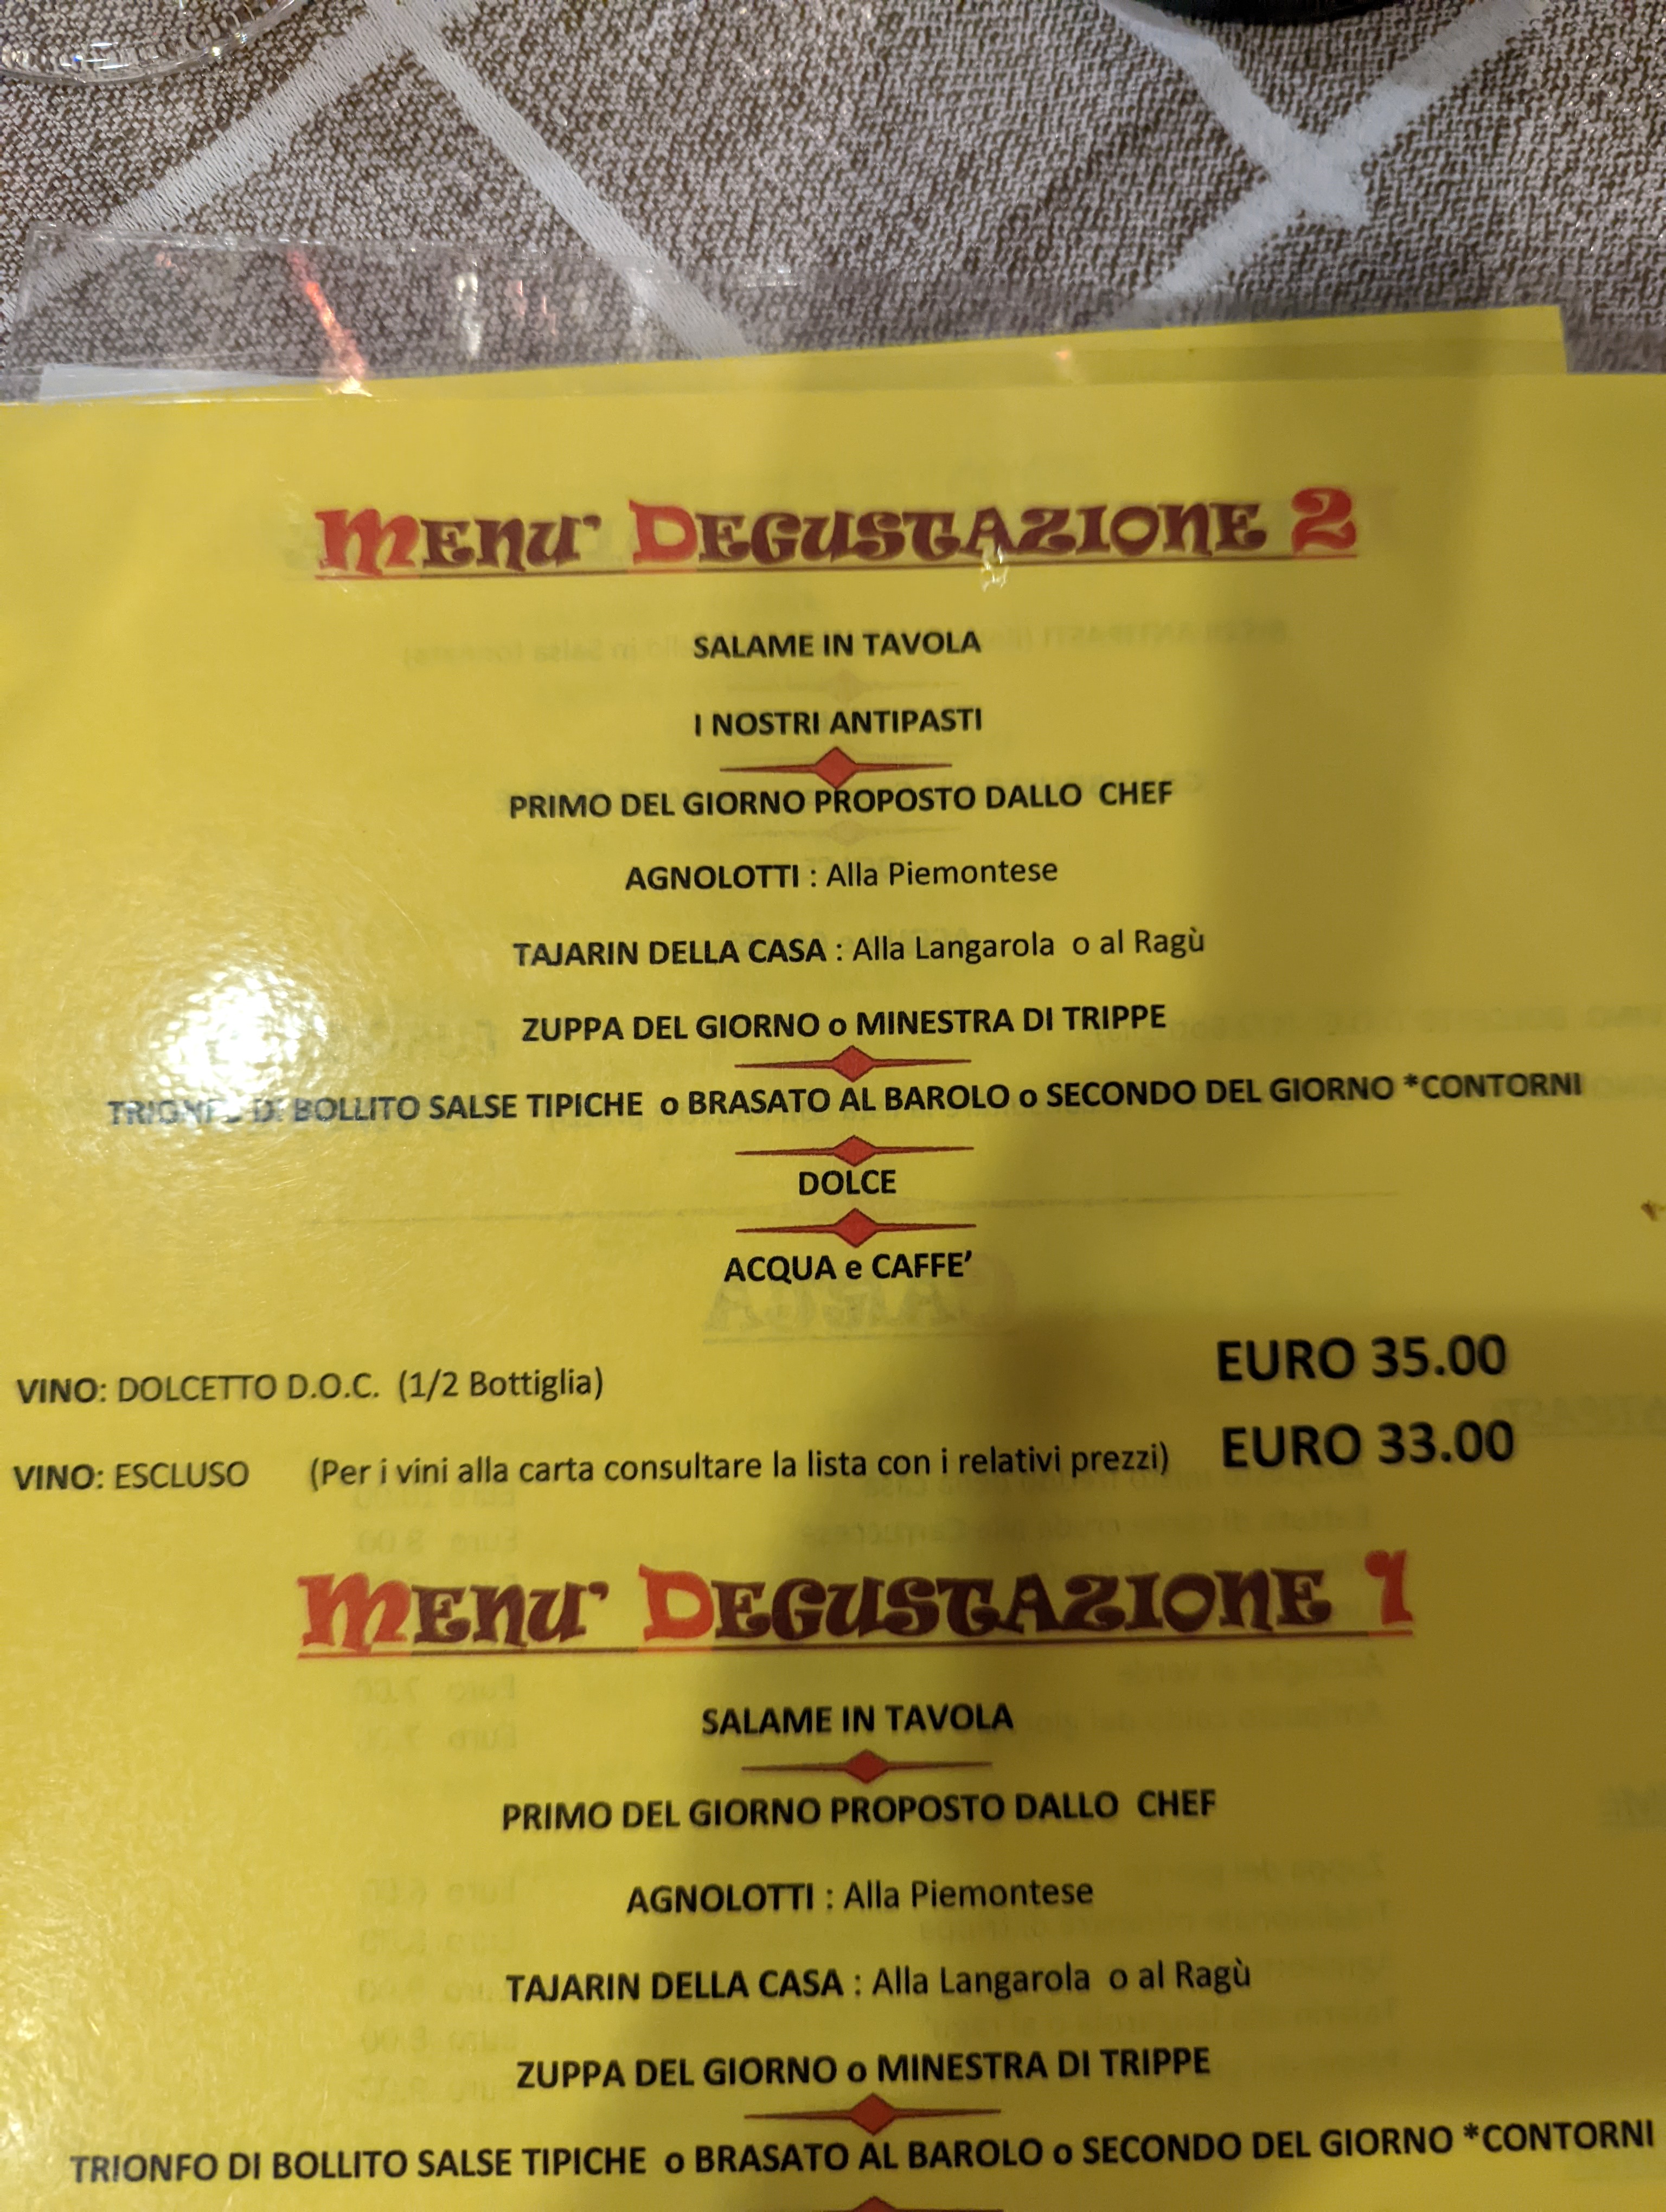 MENU' DEGUSTAZIONE 2
SALAME IN TAVOLA
I NOSTRI ANTIPASTI
PRIMO DEL GIORNO PROPOSTO DALLO CHEF
AGNOLOTTI : Alla Piemontese
TAJARIN DELLA CASA : Alla Langarola o al Ragù
ZUPPA DEL GIORNO o MINESTRA DI TRIPPE
TRIONFO DI BOLLITO SALSE TIPICHE o BRASATO AL BAROLO o SECONDO DEL GIORNO *CONTORNI
DOLCE
ACQUA e CAFFE'
VINO: DOLCETTO D.O.C. (1/2 Bottiglia) EURO 35.00
VINO: ESCLUSO (Per i vini alla carta consultare la lista con i relativi prezzi) EURO 33.00
MENU' DEGUSTAZIONE 1
SALAME IN TAVOLA
PRIMO DEL GIORNO PROPOSTO DALLO CHEF
AGNOLOTTI : Alla Piemontese
TAJARIN DELLA CASA : Alla Langarola o al Ragù
ZUPPA DEL GIORNO o MINESTRA DI TRIPPE
TRIONFO DI BOLLITO SALSE TIPICHE o BRASATO AL BAROLO o SECONDO DEL GIORNO *CONTORNI